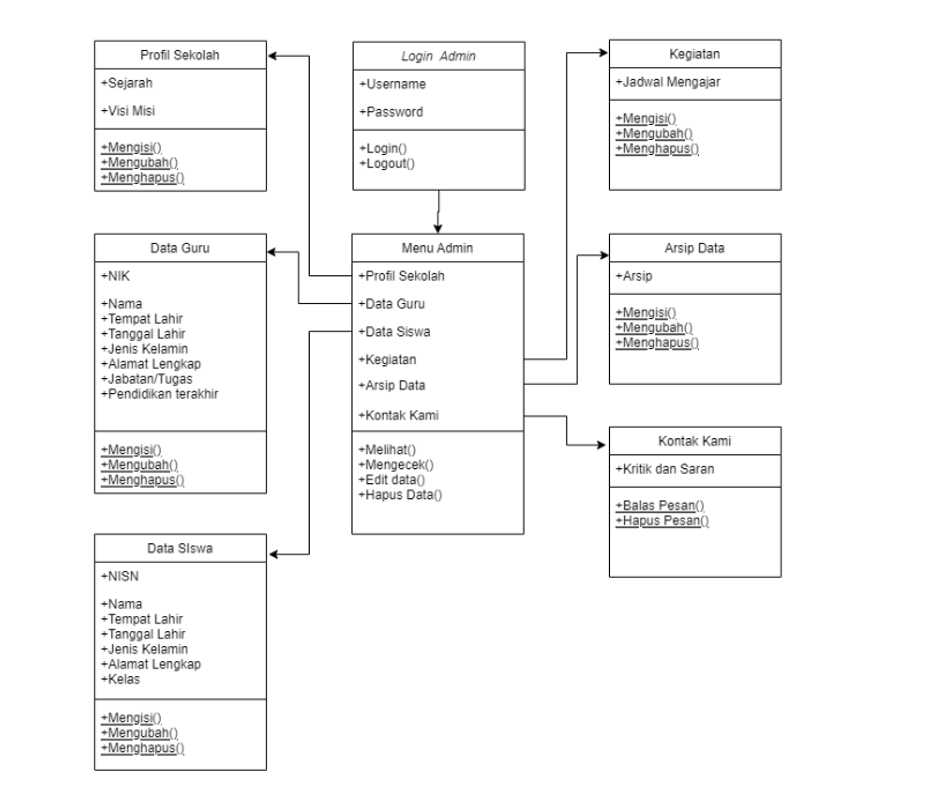 Profil Sekolah
+Sejarah
+Visi Misi
+Mengisi()
+Mengubah()
+Menghapus()
Login Admin
+Username
+Password
+Login()
+Logout()
Kegiatan
+Jadwal Mengajar
+Mengisi()
+Mengubah()
+Menghapus()
Data Guru
+NIK
+Nama
+Tempat Lahir
+Tanggal Lahir
+Jenis Kelamin
+Alamat Lengkap
+Jabatan/Tugas
+Pendidikan terakhir
+Mengisi()
+Mengubah()
+Menghapus()
Menu Admin
+Profil Sekolah
+Data Guru
+Data Siswa
+Kegiatan
+Arsip Data
+Kontak Kami
+Melihat()
+Mengecek()
+Edit data()
+Hapus Data()
Arsip Data
+Arsip
+Mengisi()
+Mengubah()
+Menghapus()
Kontak Kami
+Kritik dan Saran
+Balas Pesan()
+Hapus Pesan()
Data SIswa
+NISN
+Nama
+Tempat Lahir
+Tanggal Lahir
+Jenis Kelamin
+Alamat Lengkap
+Kelas
+Mengisi()
+Mengubah()
+Menghapus()